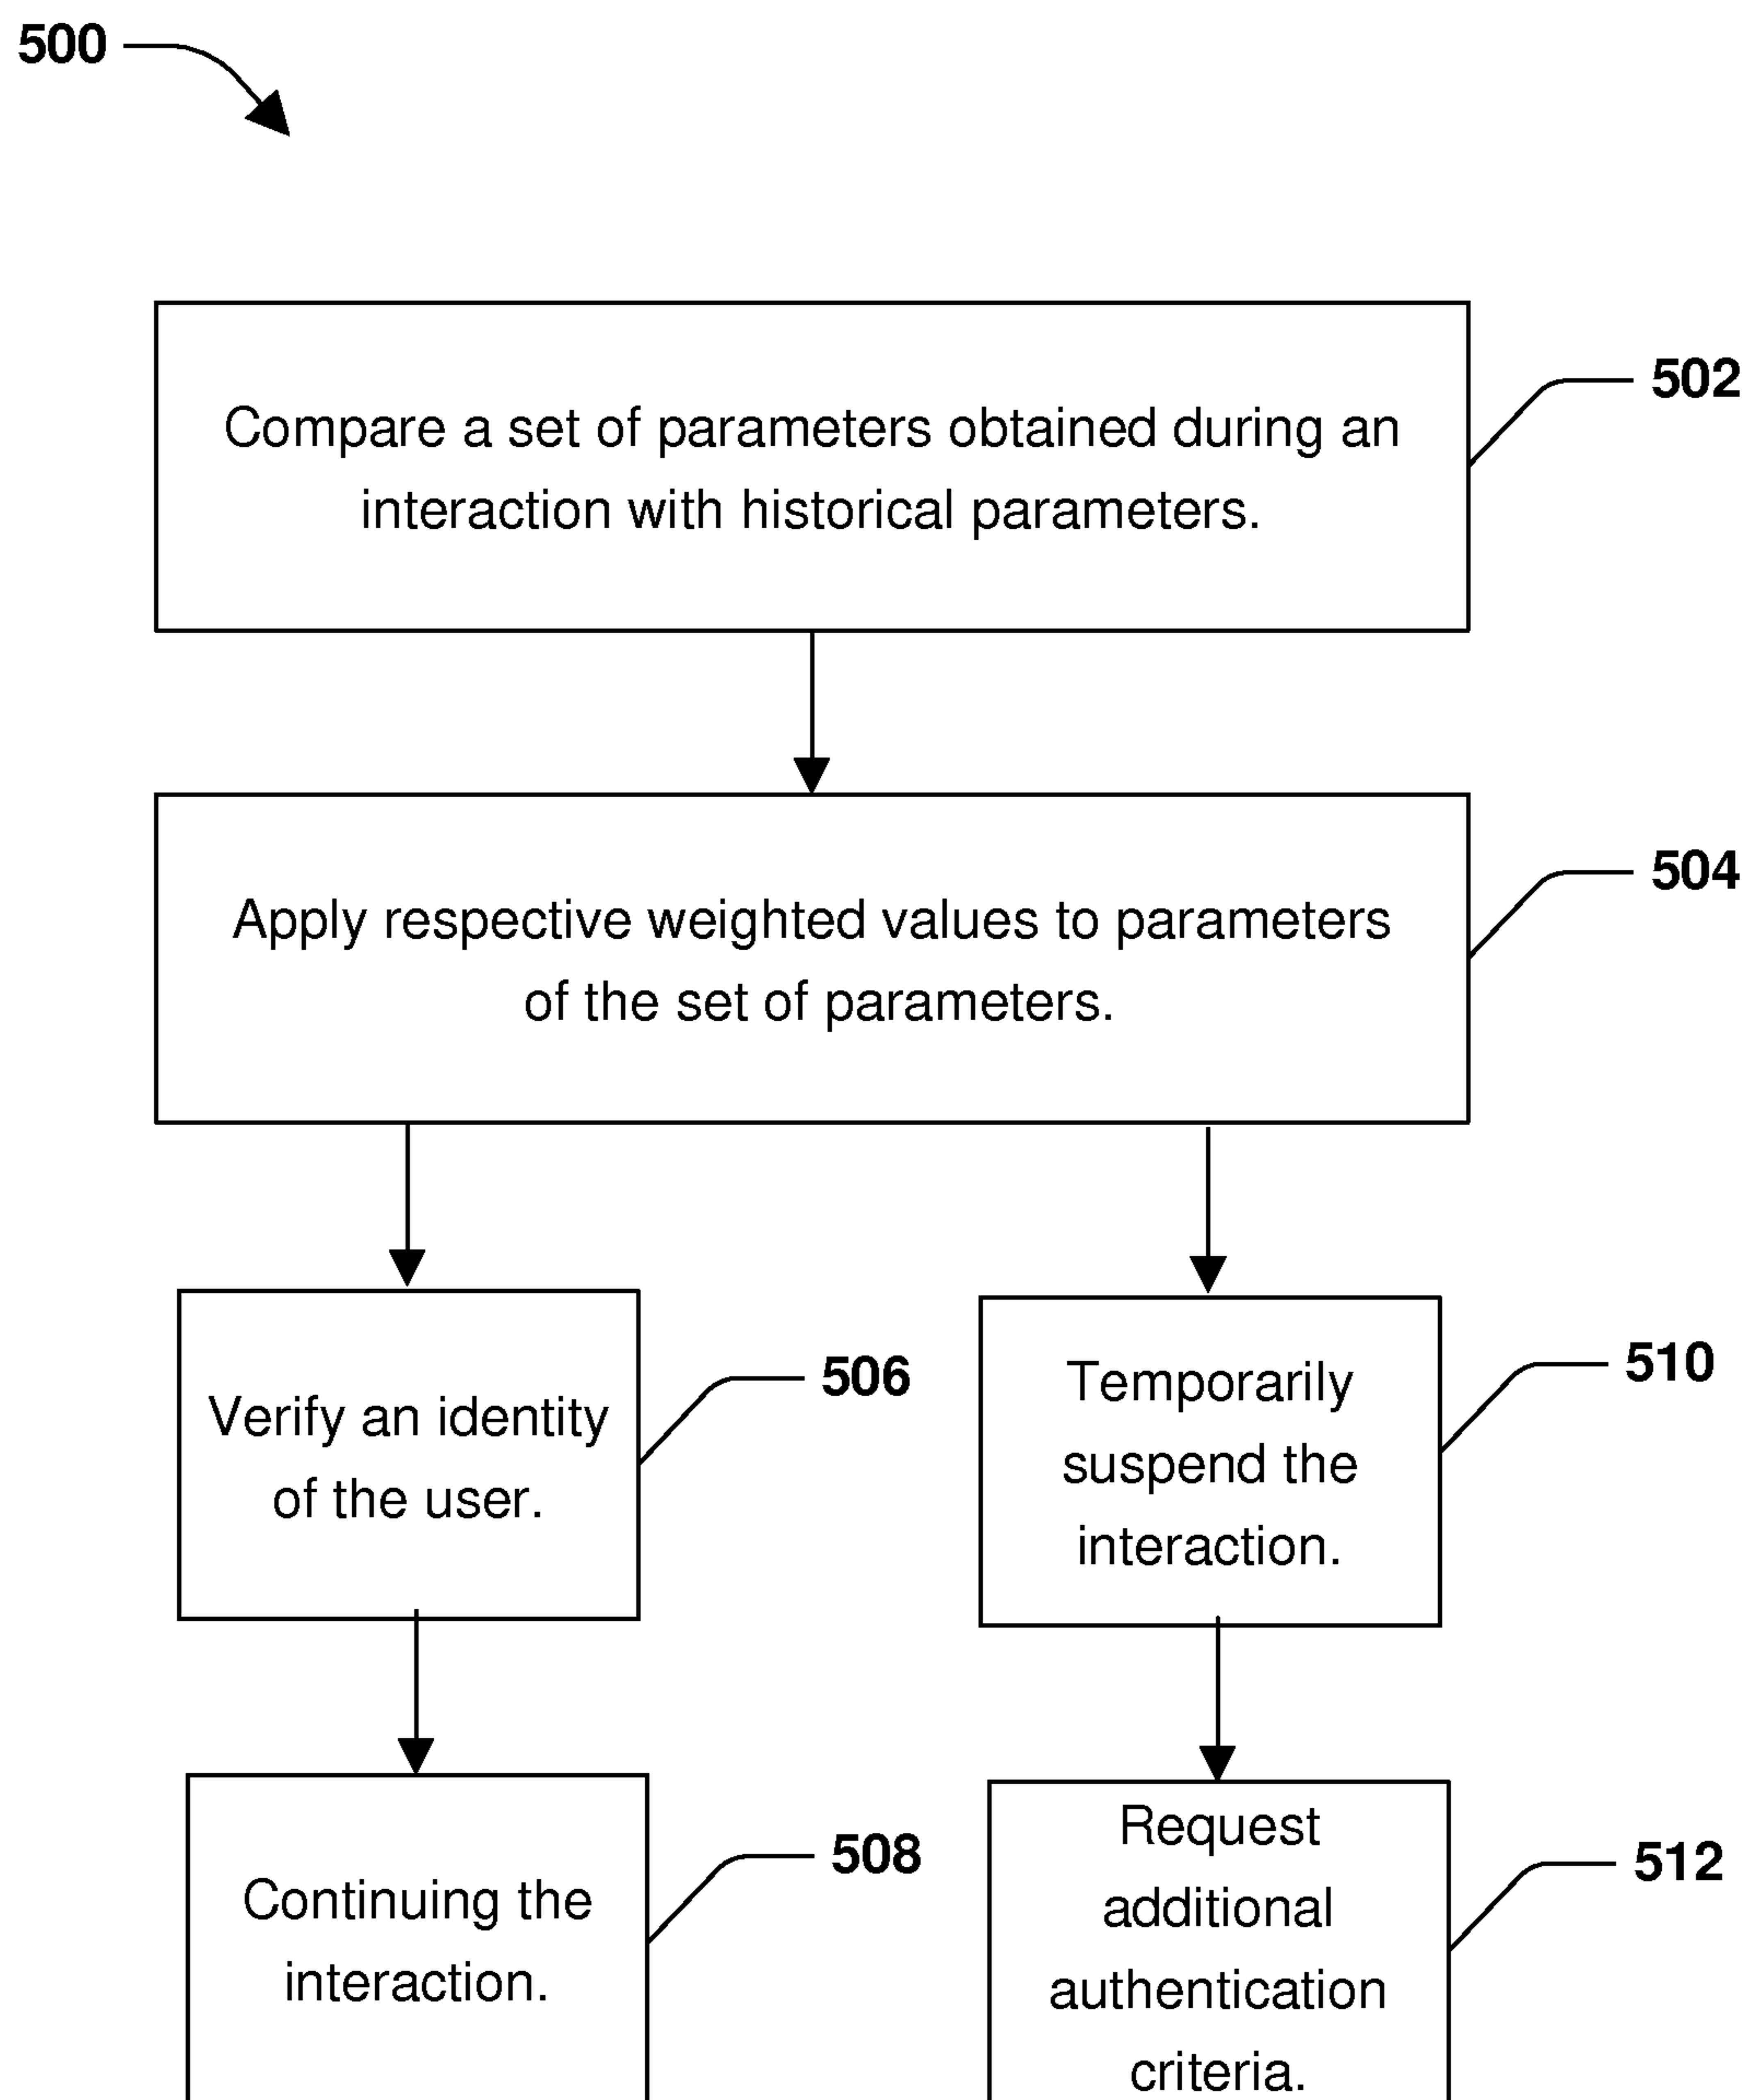 500
Compare a set of parameters obtained during an
interaction with historical parameters.
502
Apply respective weighted values to parameters
of the set of parameters.
504
Verify an identity
of the user.
506
Temporarily
suspend the
interaction.
510
Continuing the
interaction.
508
Request
additional
authentication
criteria.
512